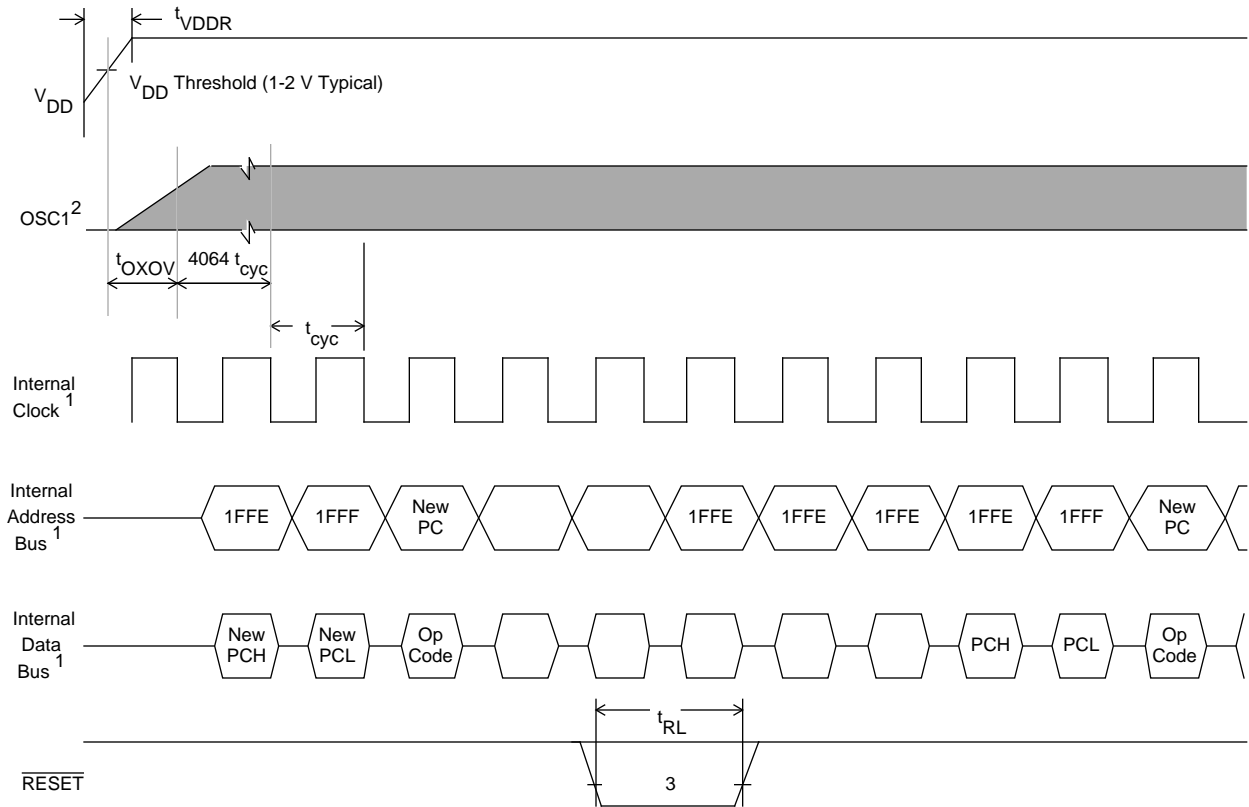 tVDDR
VDD Threshold (1-2 V Typical)
VDD
OSC1²
tOXOV
4064 tcyc
tcyc
Internal
Clock ¹
Internal
Address
Bus ¹
1FFE
1FFF
New
PC
1FFE
1FFE
1FFE
1FFE
1FFF
New
PC
Internal
Data
Bus ¹
New
PCH
New
PCL
Op
Code
PCH
PCL
Op
Code
tRL
RESET
3